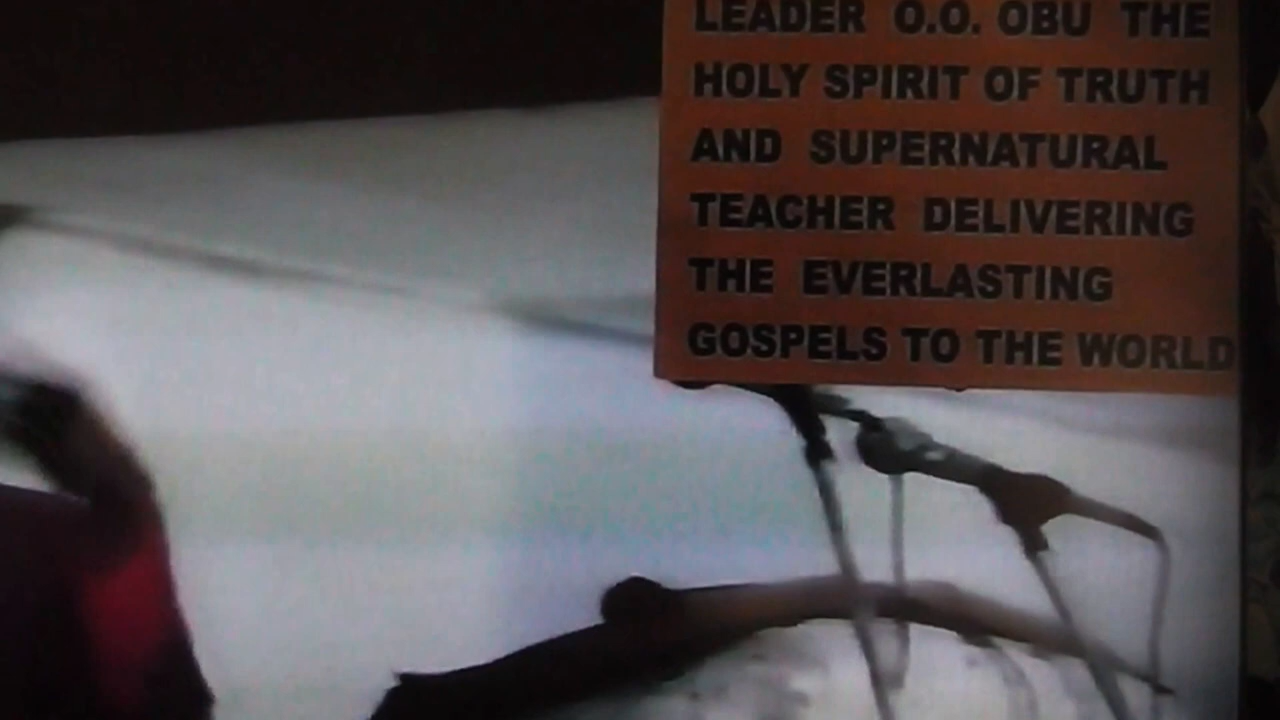 LEADER O.O. OBU THE
HOLY SPIRIT OF TRUTH
AND SUPERNATURAL
TEACHER DELIVERING
THE EVERLASTING
GOSPELS TO THE WORLD